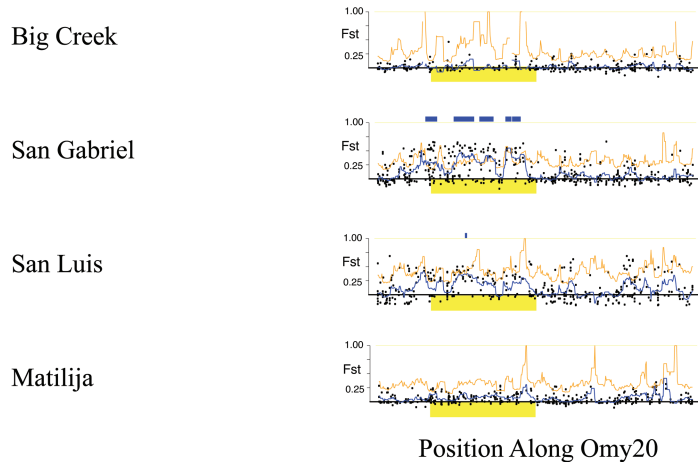 Big Creek
1.00
Fst
0.25
San Gabriel
1.00
Fst
0.25
San Luis
1.00
Fst
0.25
Matilija
1.00
Fst
0.25
Position Along Omy20